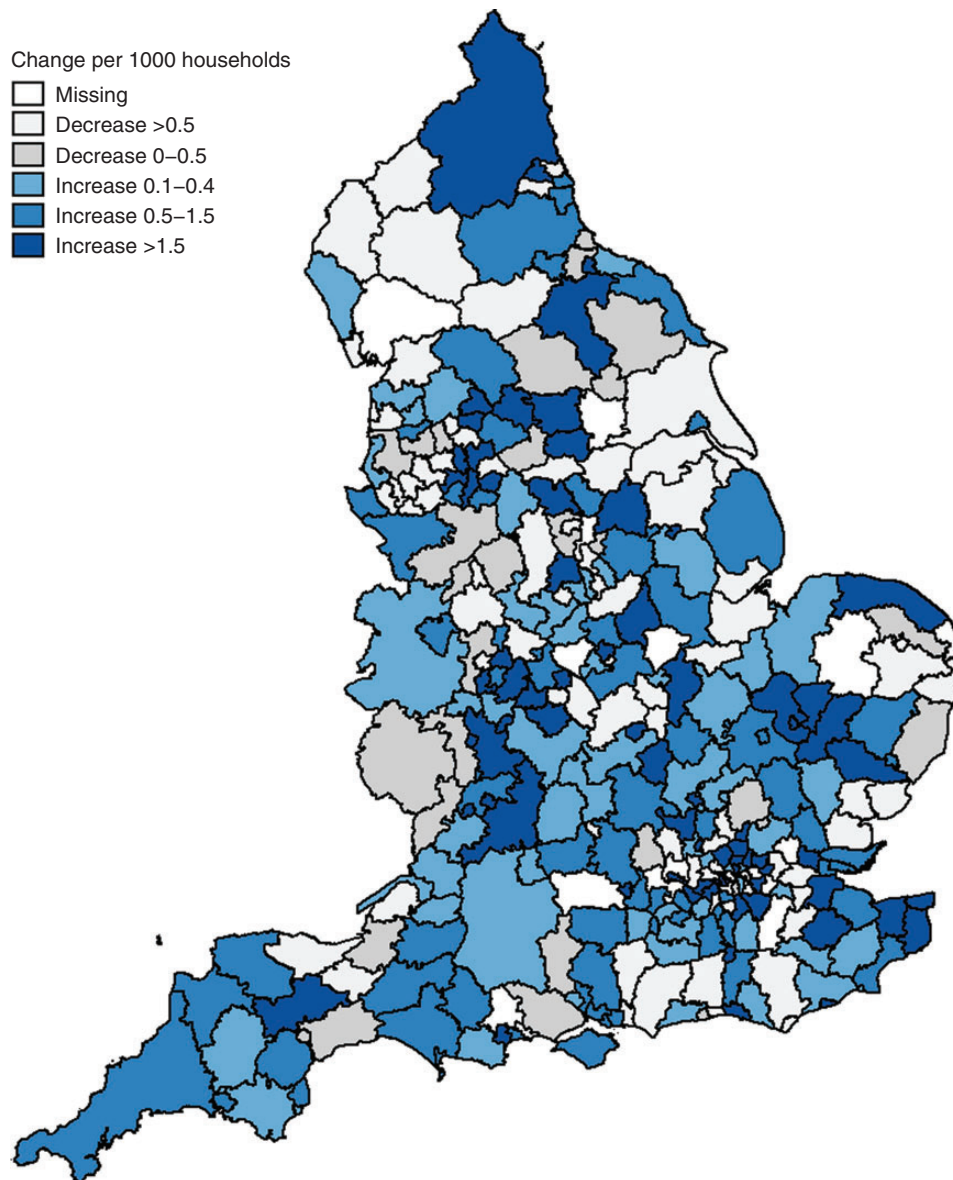 Change per 1000 households
Missing
Decrease >0.5
Decrease 0–0.5
Increase 0.1–0.4
Increase 0.5–1.5
Increase >1.5